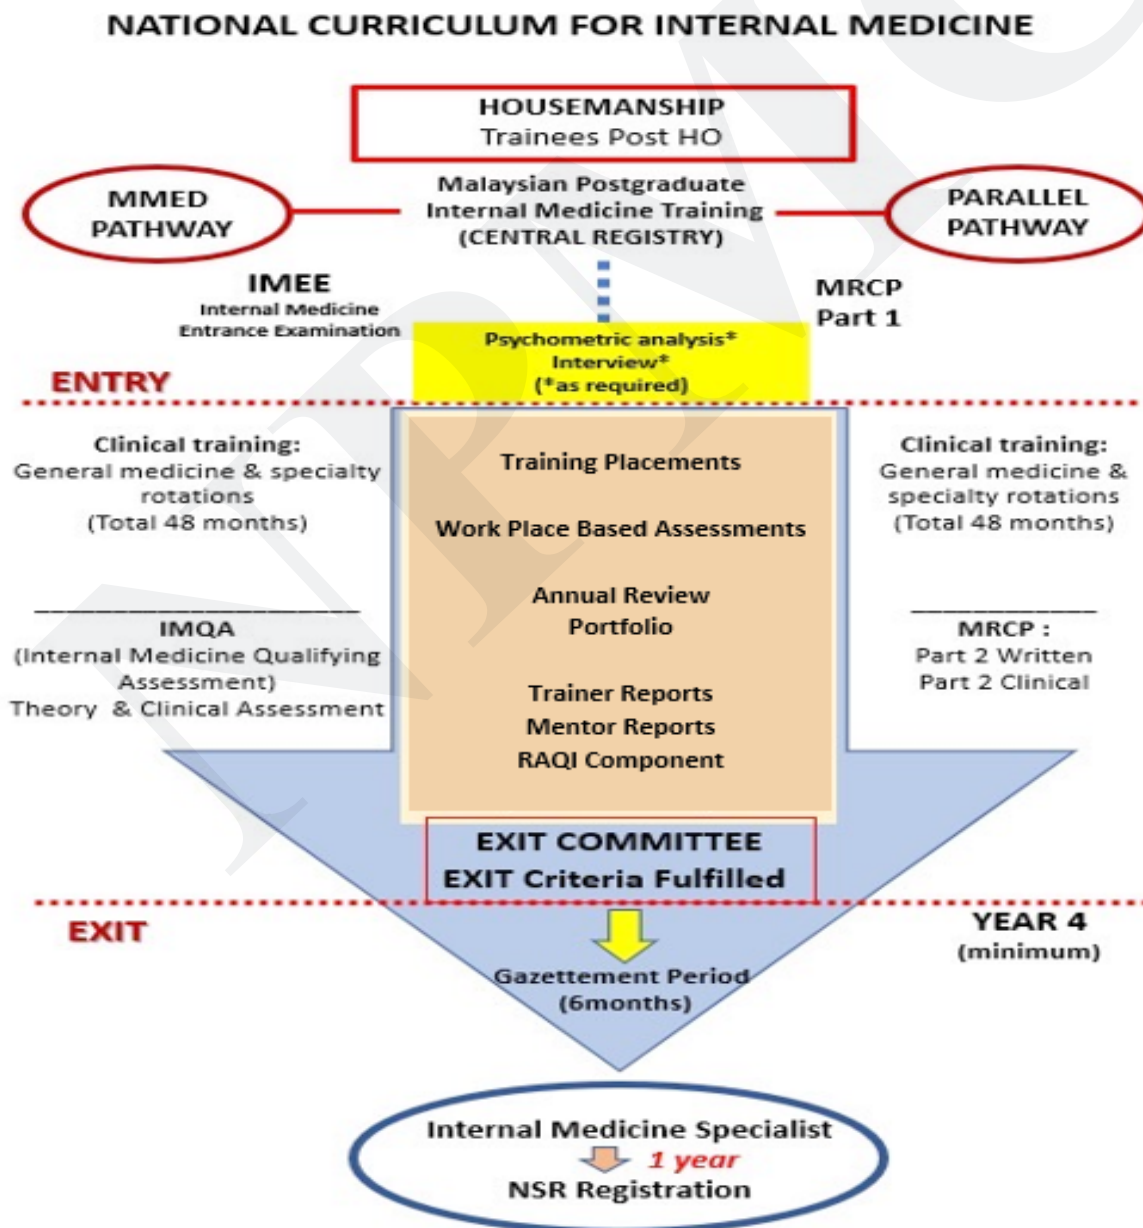 NATIONAL CURRICULUM FOR INTERNAL MEDICINE
HOUSEMANSHIP
Trainees Post HO
MMED
PATHWAY
Malaysian Postgraduate
Internal Medicine Training
(CENTRAL REGISTRY)
PARALLEL
PATHWAY
IMEE
Internal Medicine
Entrance Examination
MRCP
Part 1
Psychometric analysis*
Interview*
(*as required)
ENTRY
Clinical training:
General medicine & specialty
rotations
(Total 48 months)
Training Placements
Work Place Based Assessments
Annual Review
Portfolio
Trainer Reports
Mentor Reports
RAQI Component
Clinical training:
General medicine &
specialty rotations
(Total 48 months)
IMQA
(Internal Medicine Qualifying
Assessment)
Theory & Clinical Assessment
MRCP :
Part 2 Written
Part 2 Clinical
EXIT COMMITTEE
EXIT Criteria Fulfilled
EXIT
YEAR 4
(minimum)
Gazettement Period
(6months)
Internal Medicine Specialist
1 year
NSR Registration